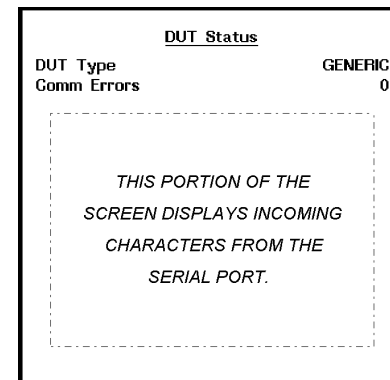 DUT Status
DUT Type GENERIC
Comm Errors 0
THIS PORTION OF THE
SCREEN DISPLAYS INCOMING
CHARACTERS FROM THE
SERIAL PORT.